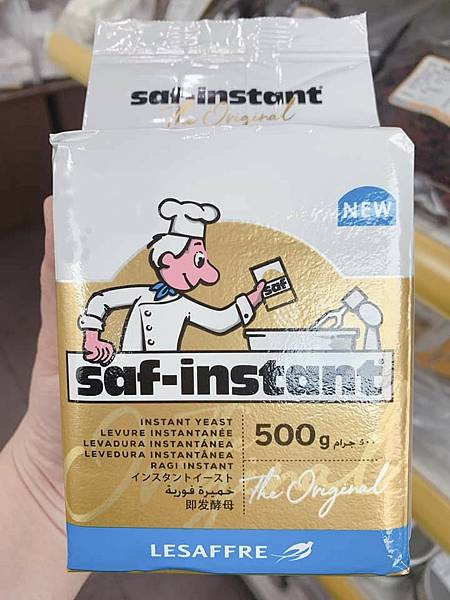 saf-instant
The Original
NEW
saf
saf-instant
INSTANT YEAST
LEVURE INSTANTANÉE
LEVADURA INSTANTÁNEA
LEVEDURA INSTANTÂNEA
RAGI INSTANT
インスタントイースト
خميرة فورية
即发酵母
500g ٥٠٠ جرام
The Original
LESAFFRE